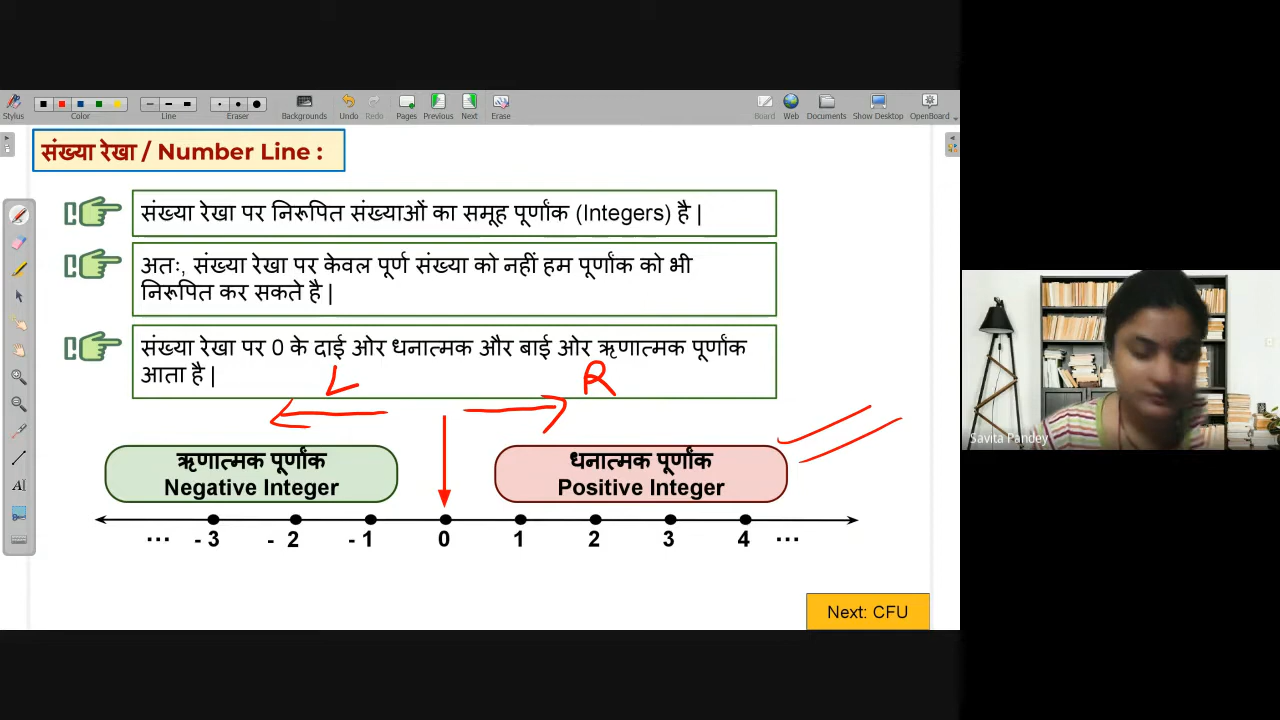 Stylus
Color
Line
Eraser
Backgrounds
Undo
Redo
Pages
Previous
Next
Erase
Board
Web
Documents
Show Desktop
OpenBoard
संख्या रेखा / Number Line :
संख्या रेखा पर निरूपित संख्याओं का समूह पूर्णांक (Integers) है |
अतः, संख्या रेखा पर केवल पूर्ण संख्या को नहीं हम पूर्णांक को भी
निरूपित कर सकते है |
संख्या रेखा पर 0 के दाई ओर धनात्मक और बाई ओर ऋणात्मक पूर्णांक
आता है |
L
R
ऋणात्मक पूर्णांक
Negative Integer
धनात्मक पूर्णांक
Positive Integer
... - 3 - 2 - 1 0 1 2 3 4 ...
Next: CFU
Savita Pandey